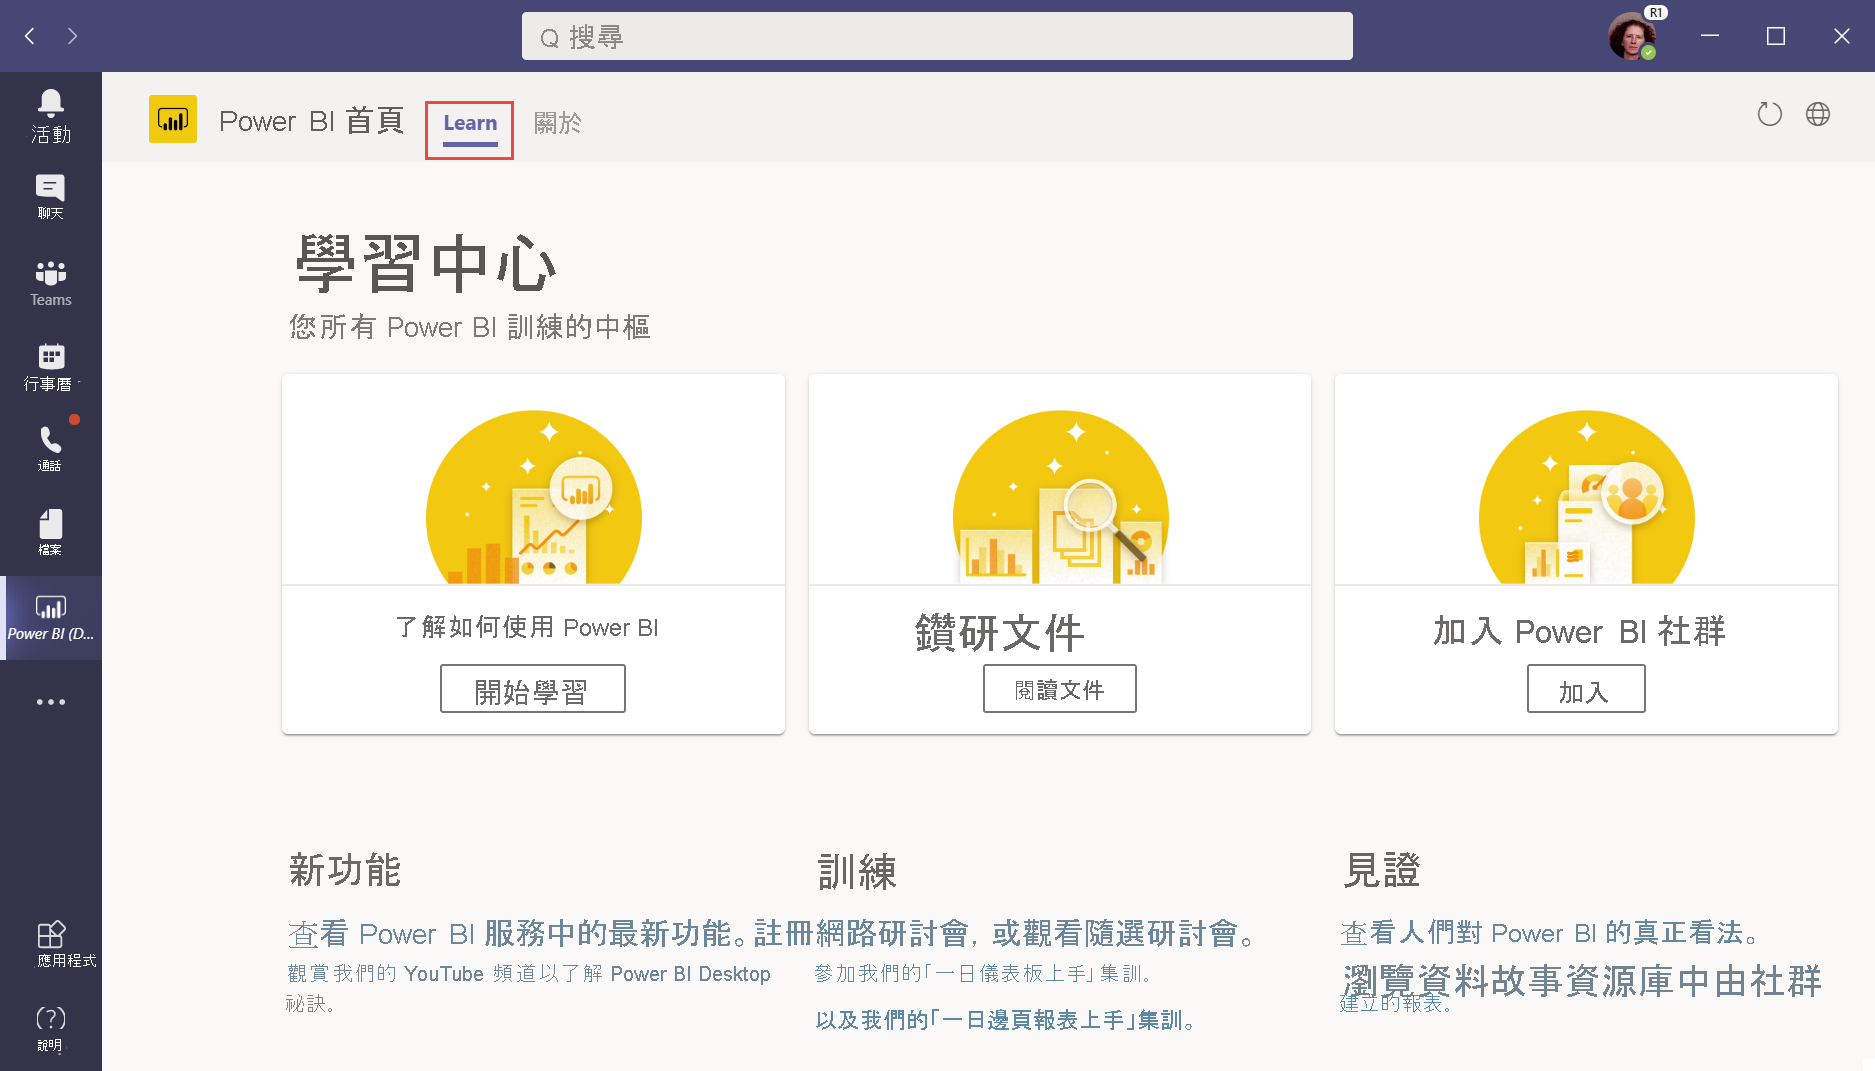 Q 搜尋
R1
活動
聊天
Teams
行事曆
通話
檔案
Power BI (D...
應用程式
(?)
說明
Power BI 首頁
Learn
關於
學習中心
您所有 Power BI 訓練的中樞
了解如何使用 Power BI
開始學習
鑽研文件
閱讀文件
加入 Power BI 社群
加入
新功能
查看 Power BI 服務中的最新功能。
觀賞我們的 YouTube 頻道以了解 Power BI Desktop
祕訣。
訓練
註冊網路研討會，或觀看隨選研討會。
參加我們的「一日儀表板上手」集訓。
以及我們的「一日邊頁報表上手」集訓。
見證
查看人們對 Power BI 的真正看法。
瀏覽資料故事資源庫中由社群
建立的報表。